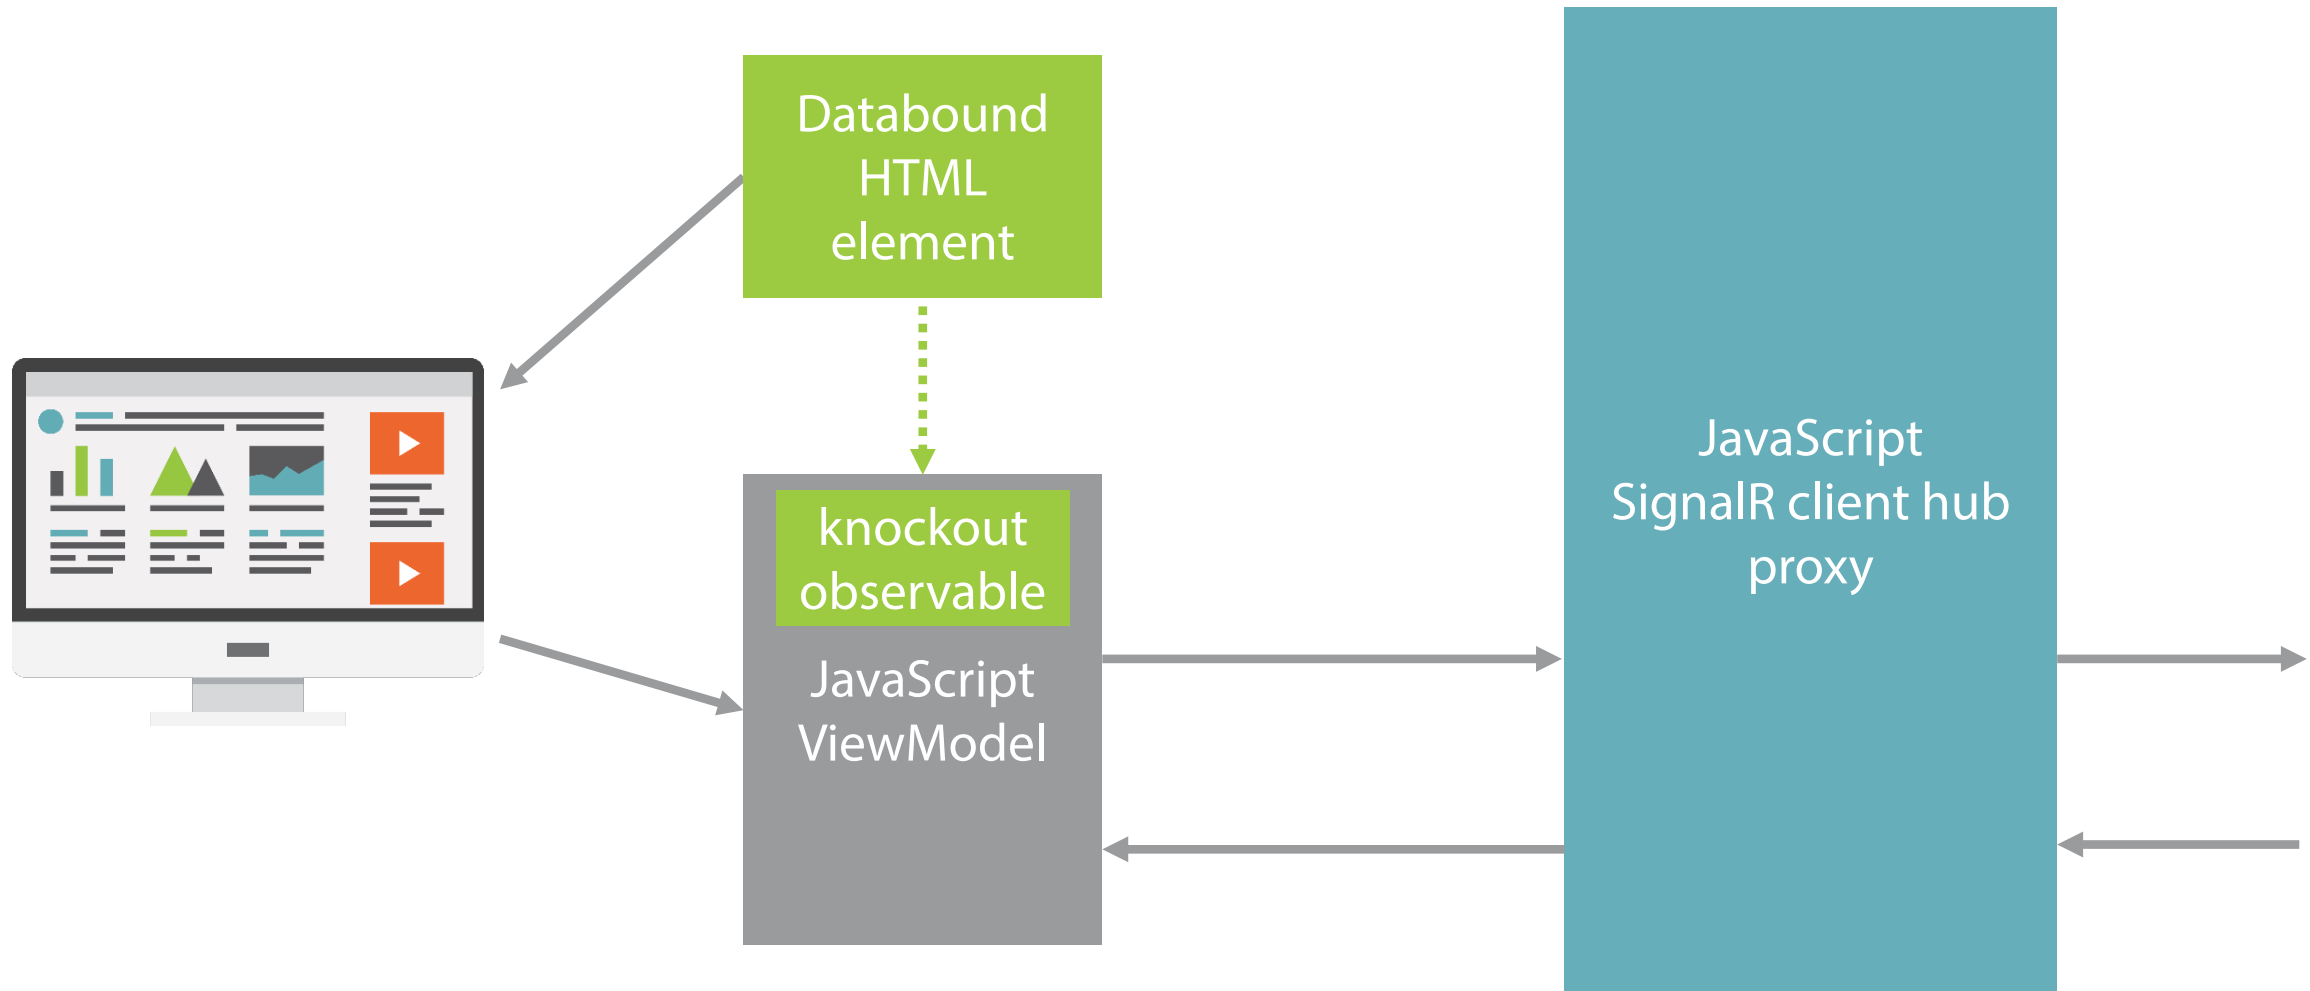 Databound
HTML
element
knockout
observable
JavaScript
ViewModel
JavaScript
SignalR client hub
proxy